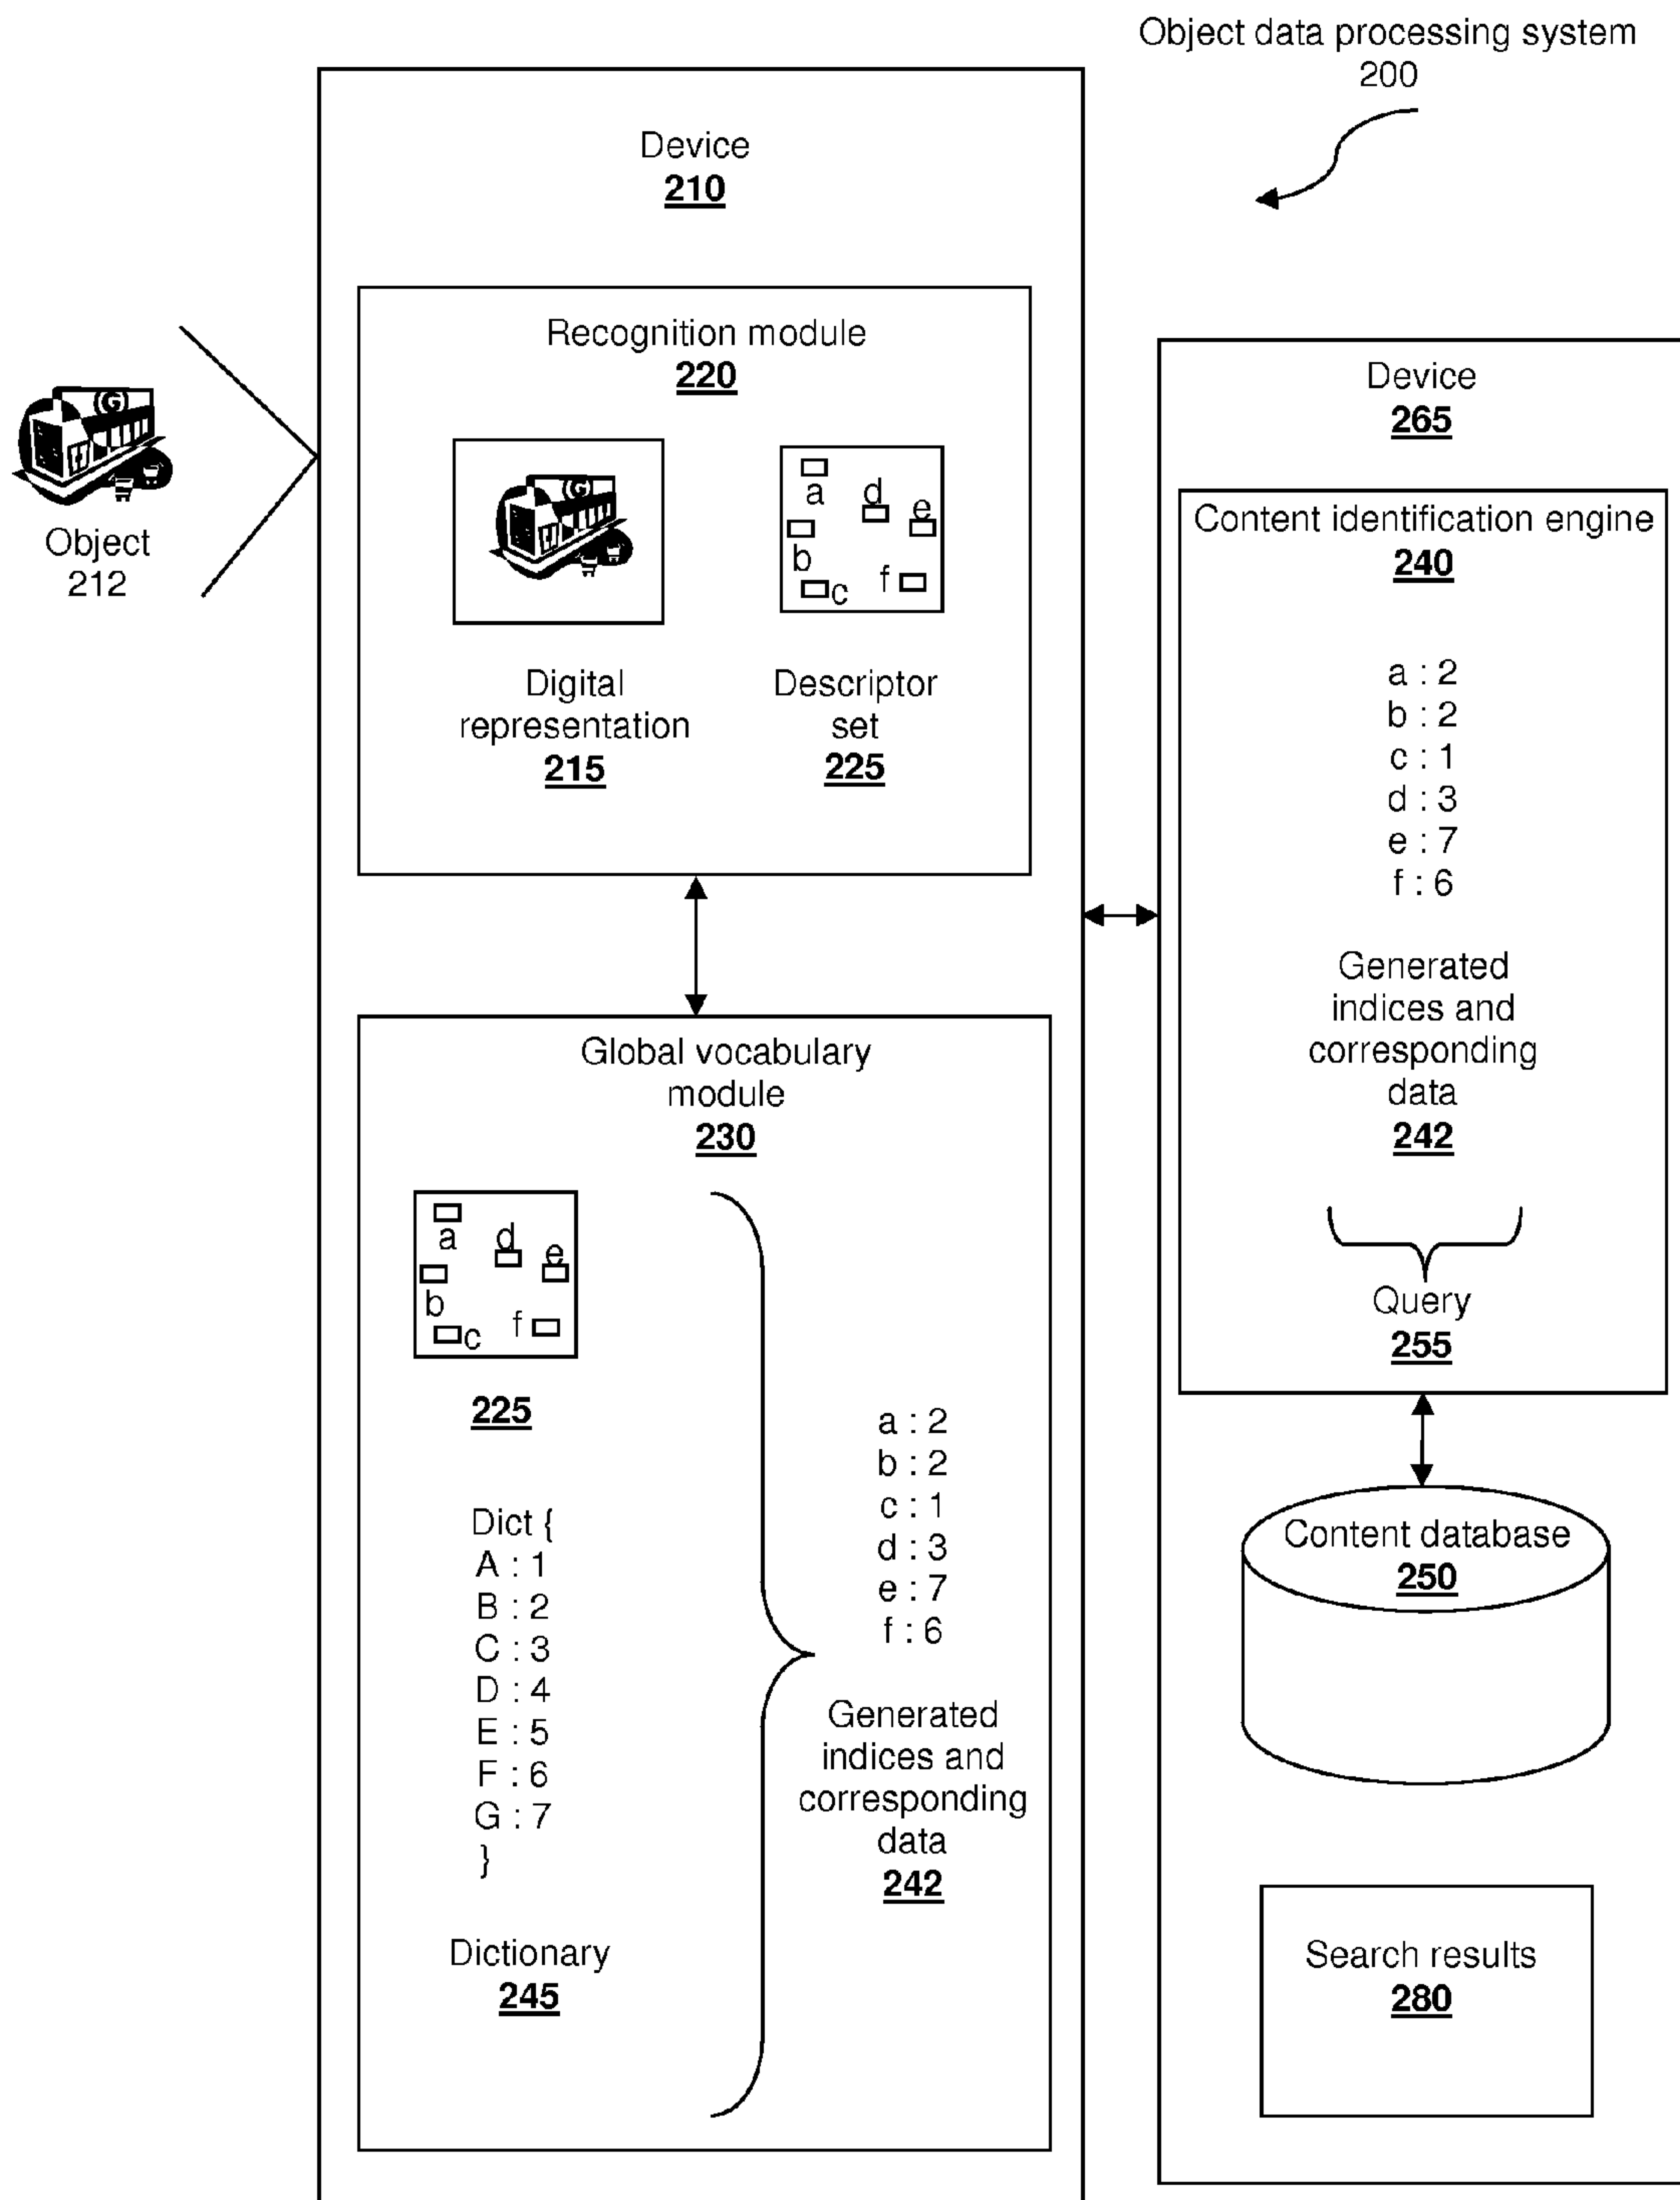 Object data processing system
200
Device
210
Recognition module
220
G
Object
212
G
Digital
representation
215
a
b
c
d
e
f
Descriptor
set
225
Global vocabulary
module
230
a
b
c
d
e
f
225
Dict {
A : 1
B : 2
C : 3
D : 4
E : 5
F : 6
G : 7
}
Dictionary
245
a : 2
b : 2
c : 1
d : 3
e : 7
f : 6
Generated
indices and
corresponding
data
242
Device
265
Content identification engine
240
a : 2
b : 2
c : 1
d : 3
e : 7
f : 6
Generated
indices and
corresponding
data
242
Query
255
Content database
250
Search results
280